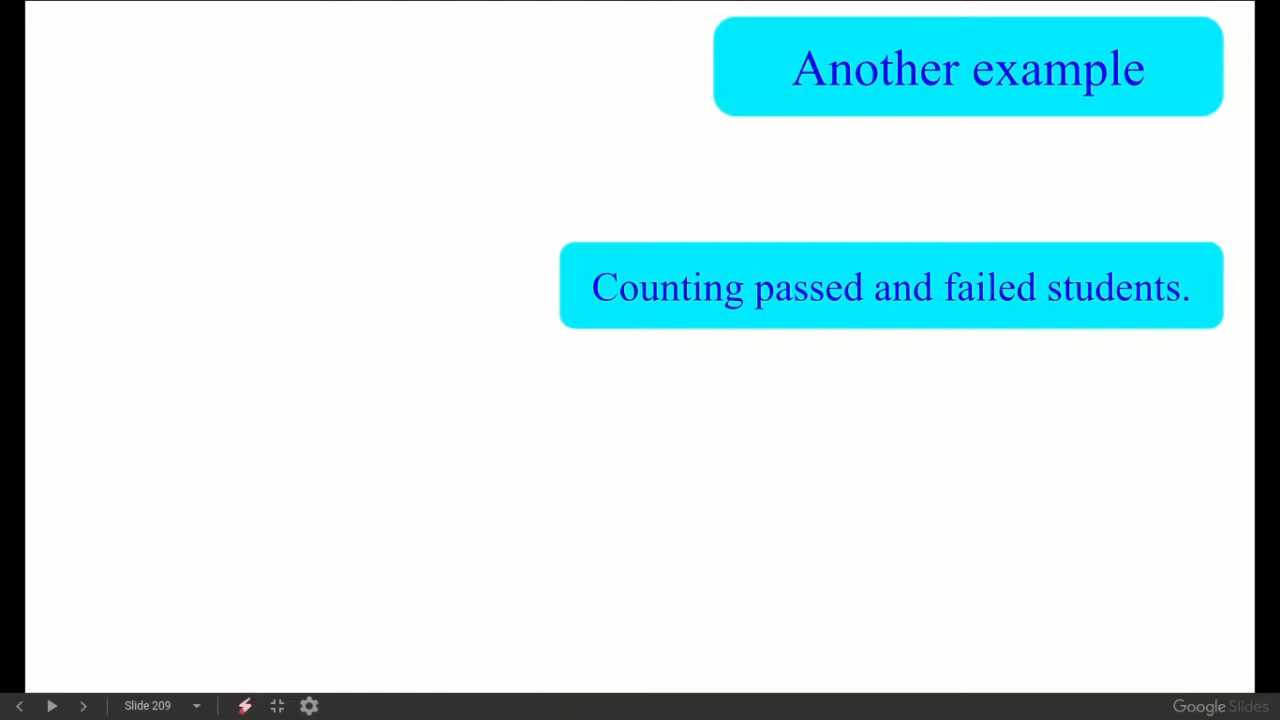 Another example
Counting passed and failed students.
Slide 209
Google Slides